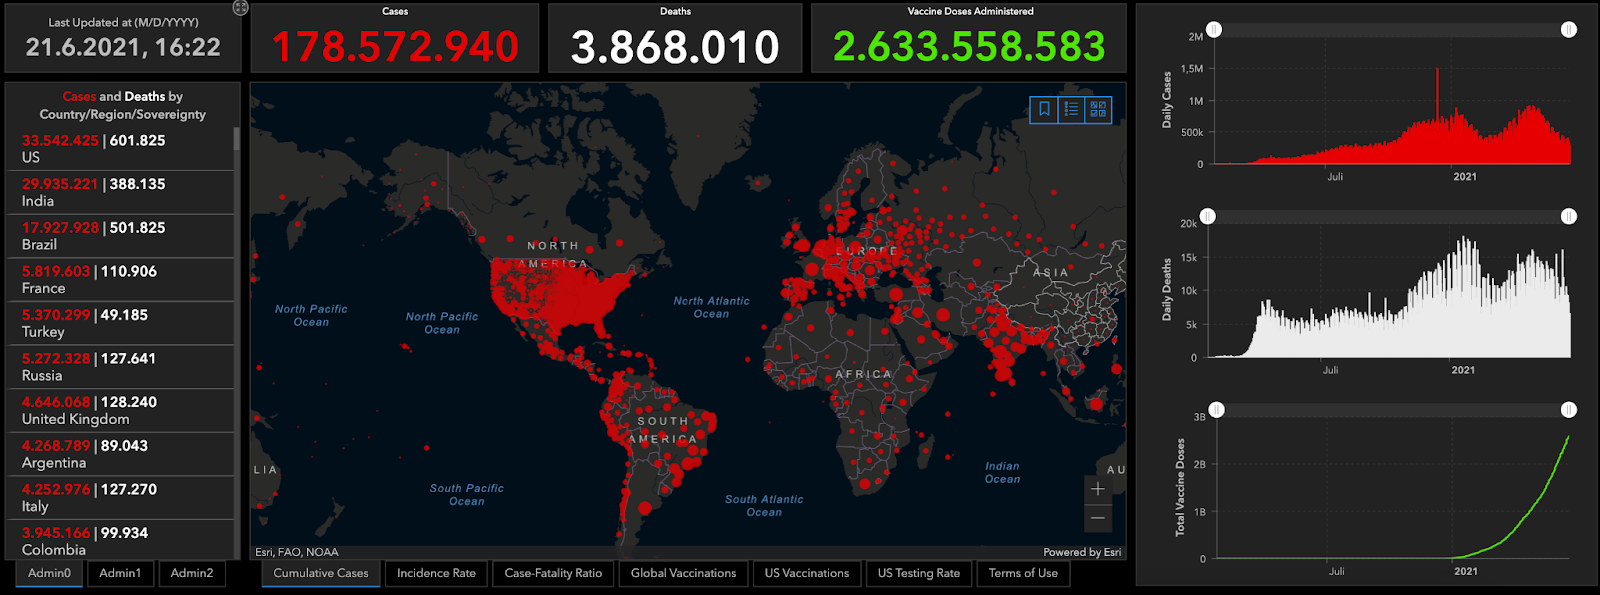 Last Updated at (M/D/YYYY)
21.6.2021, 16:22
Cases
178.572.940
Deaths
3.868.010
Vaccine Doses Administered
2.633.558.583
Cases and Deaths by
Country/Region/Sovereignty
33.542.425 | 601.825
US
29.935.221 | 388.135
India
17.927.928 | 501.825
Brazil
5.819.603 | 110.906
France
5.370.299 | 49.185
Turkey
5.272.328 | 127.641
Russia
4.646.068 | 128.240
United Kingdom
4.268.789 | 89.043
Argentina
4.252.976 | 127.270
Italy
3.945.166 | 99.934
Colombia
Admin0
Admin1
Admin2
NORTH
AMERICA
EUROPE
ASIA
North Pacific
Ocean
North Pacific
Ocean
North Atlantic
Ocean
AFRICA
SOUTH
AMERICA
LIA
South Pacific
Ocean
South Atlantic
Ocean
Indian
Ocean
AU
+
−
Esri, FAO, NOAA
Powered by Esri
Cumulative Cases
Incidence Rate
Case-Fatality Ratio
Global Vaccinations
US Vaccinations
US Testing Rate
Terms of Use
Daily Cases
2M
1,5M
1M
500k
0
Juli
2021
Daily Deaths
20k
15k
10k
5k
0
Juli
2021
Total Vaccine Doses
3B
2B
1B
0
Juli
2021